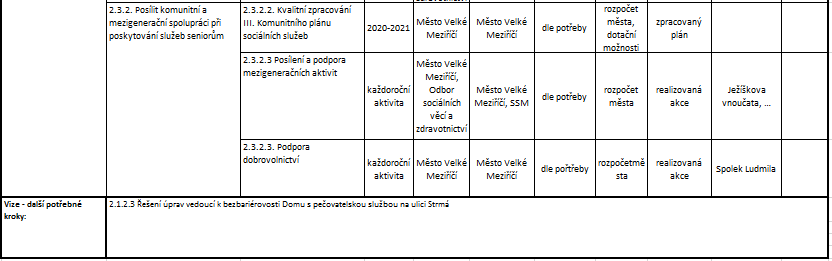 2.3.2. Posílit komunitní a
mezigenerační spolupráci při
poskytování služeb seniorům
2.3.2.2. Kvalitní zpracování
III. Komunitního plánu
sociálních služeb
2020-2021
Město Velké
Meziříčí
Město Velké
Meziříčí
dle potřeby
rozpočet
města,
dotační
možnosti
zpracovaný
plán
2.3.2.3 Posílení a podpora
mezigeneračních aktivit
každoroční
aktivita
Město Velké
Meziříčí,
Odbor
sociálních
věcí a
zdravotnictví
Město Velké
Meziříčí, SSM
dle potřeby
rozpočet
města
realizovaná
akce
Ježíškova
vnoučata, ...
2.3.2.3. Podpora
dobrovolnictví
každoroční
aktivita
Město Velké
Meziříčí
Město Velké
Meziříčí
dle portřeby
rozpočetmě
sta
realizovaná
akce
Spolek Ludmila
Vize - další potřebné
kroky:
2.1.2.3 Řešení úprav vedoucí k bezbariérovosti Domu s pečovatelskou službou na ulici Strmá